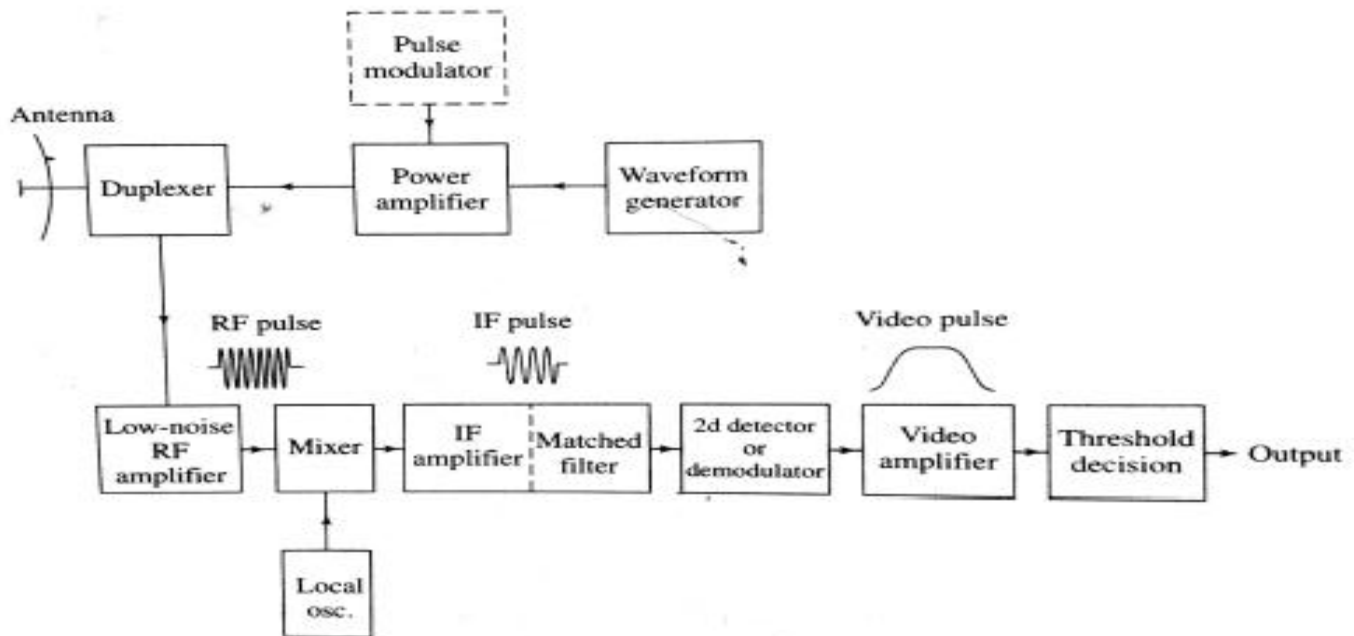 Pulse
modulator
Antenna
Duplexer
Power
amplifier
Waveform
generator
RF pulse
IF pulse
Video pulse
Low-noise
RF
amplifier
Mixer
IF
amplifier
Matched
filter
2d detector
or
demodulator
Video
amplifier
Threshold
decision
Output
Local
osc.